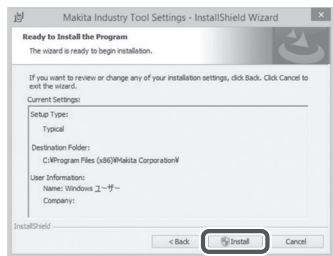 Makita Industry Tool Settings - InstallShield Wizard
Ready to Install the Program
The wizard is ready to begin installation.
If you want to review or change any of your installation settings, click Back. Click Cancel to
exit the wizard.
Current Settings:
Setup Type:
Typical
Destination Folder:
C:¥Program Files (x86)¥Makita Corporation¥
User Information:
Name: Windows ユーザー
Company:
InstallShield
< Back
Install
Cancel